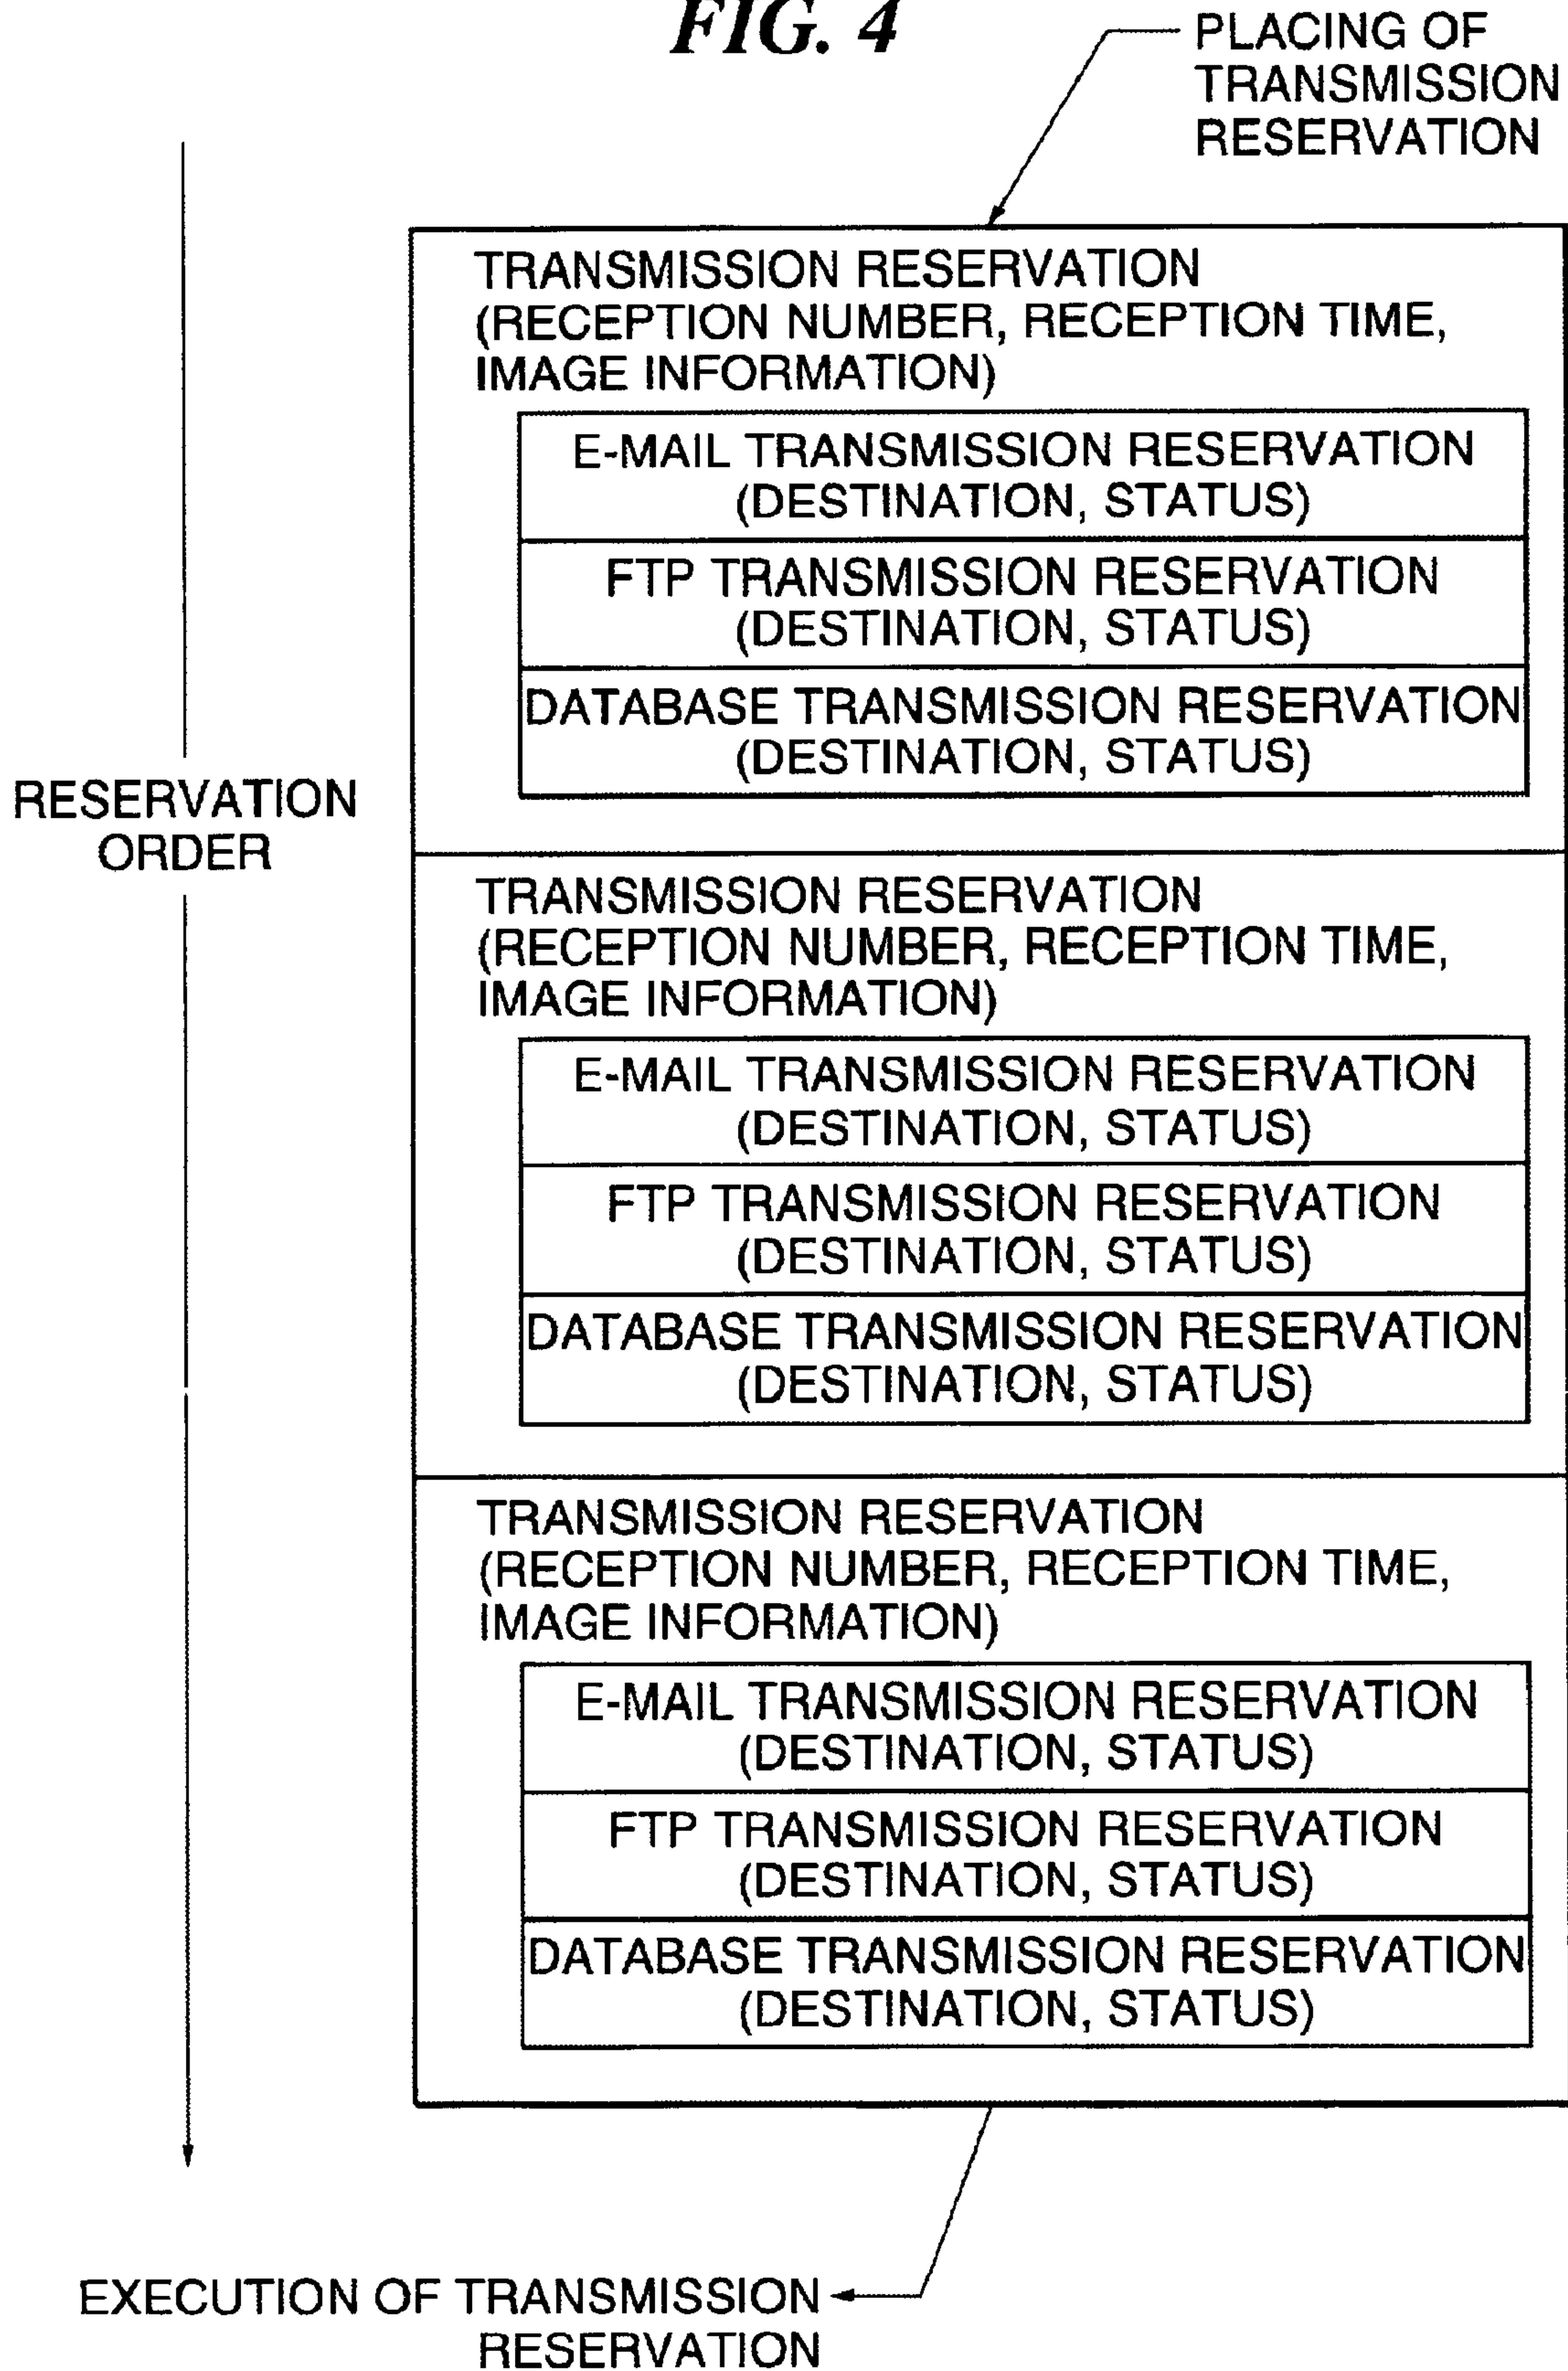 FIG. 4
PLACING OF
TRANSMISSION
RESERVATION
TRANSMISSION RESERVATION
(RECEPTION NUMBER, RECEPTION TIME,
IMAGE INFORMATION)
E-MAIL TRANSMISSION RESERVATION
(DESTINATION, STATUS)
FTP TRANSMISSION RESERVATION
(DESTINATION, STATUS)
DATABASE TRANSMISSION RESERVATION
(DESTINATION, STATUS)
RESERVATION
ORDER
TRANSMISSION RESERVATION
(RECEPTION NUMBER, RECEPTION TIME,
IMAGE INFORMATION)
E-MAIL TRANSMISSION RESERVATION
(DESTINATION, STATUS)
FTP TRANSMISSION RESERVATION
(DESTINATION, STATUS)
DATABASE TRANSMISSION RESERVATION
(DESTINATION, STATUS)
TRANSMISSION RESERVATION
(RECEPTION NUMBER, RECEPTION TIME,
IMAGE INFORMATION)
E-MAIL TRANSMISSION RESERVATION
(DESTINATION, STATUS)
FTP TRANSMISSION RESERVATION
(DESTINATION, STATUS)
DATABASE TRANSMISSION RESERVATION
(DESTINATION, STATUS)
EXECUTION OF TRANSMISSION
RESERVATION